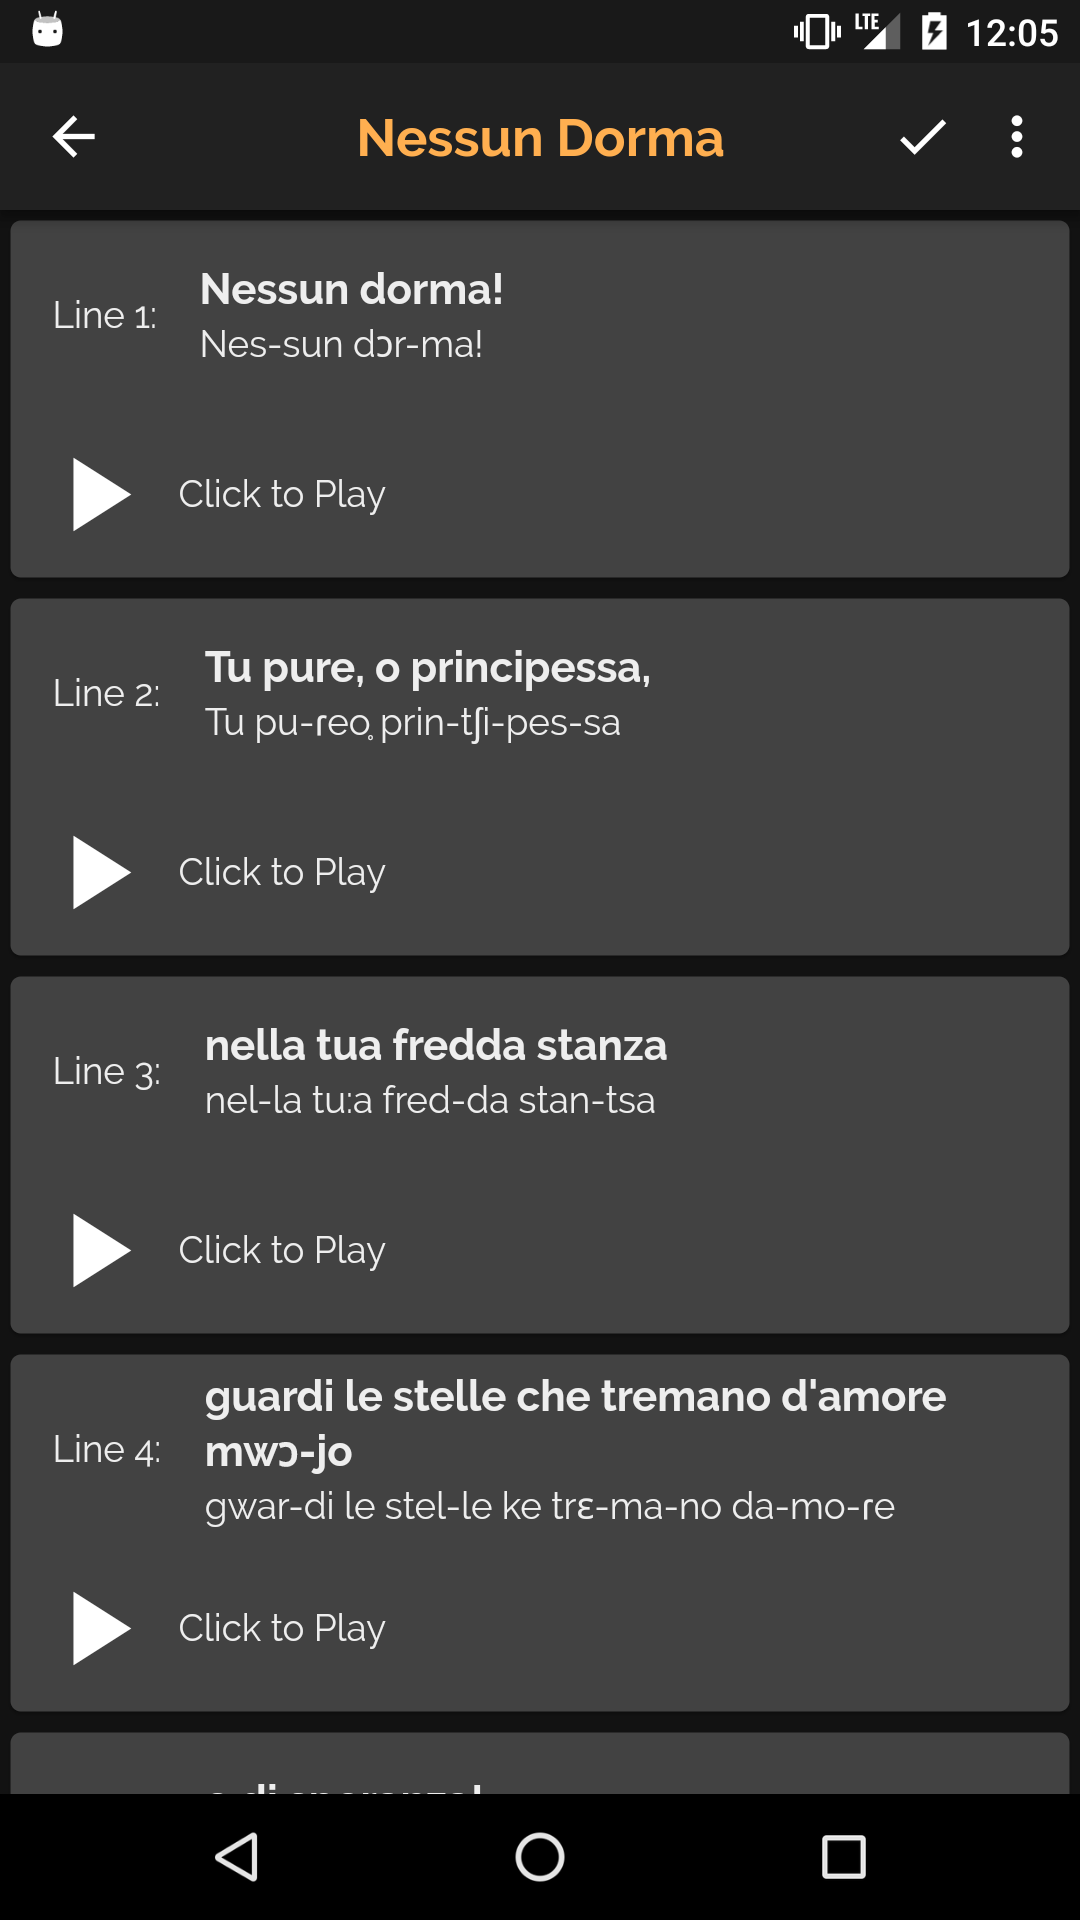 LTE 12:05
Nessun Dorma
Line 1:
Nessun dorma!
Nes-sun dɔr-ma!
Click to Play
Line 2:
Tu pure, o principessa,
Tu pu-ɾeo̥ prin-tʃi-pes-sa
Click to Play
Line 3:
nella tua fredda stanza
nel-la tu:a fred-da stan-tsa
Click to Play
Line 4:
guardi le stelle che tremano d'amore
mwɔ-jo
gwar-di le stel-le ke trɛ-ma-no da-mo-ɾe
Click to Play